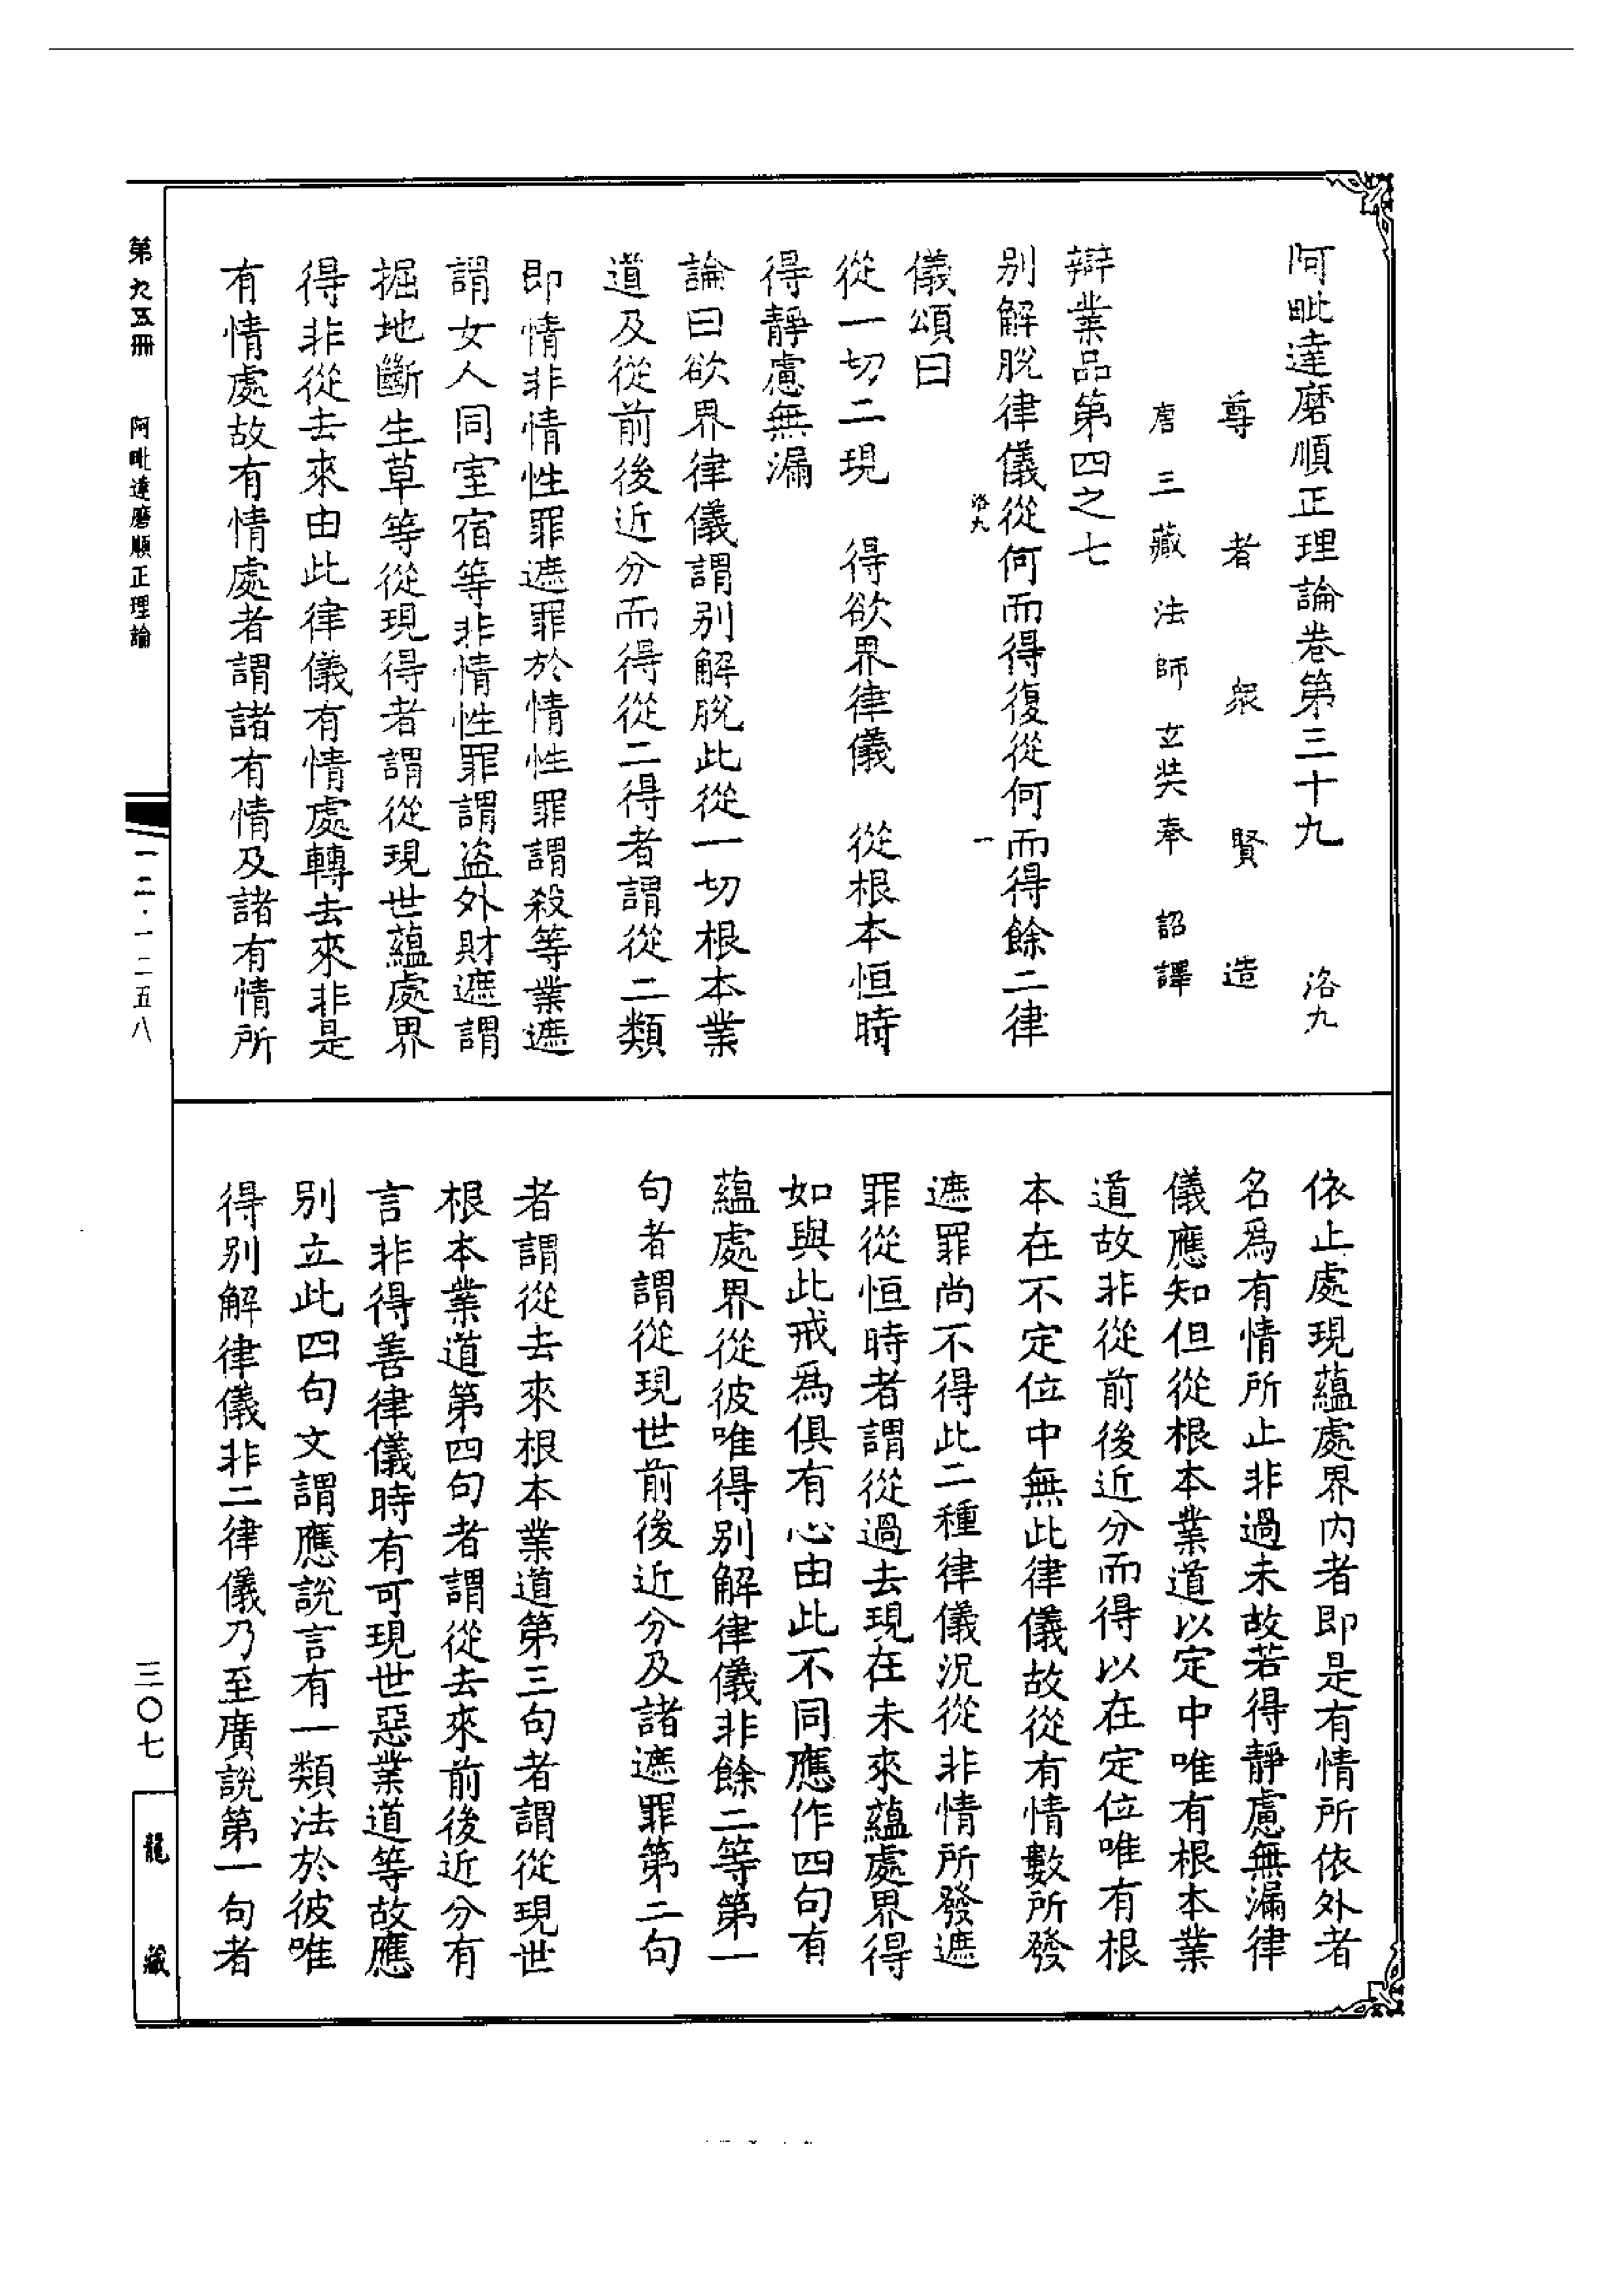 阿毗達磨順正理論卷第三十九　洛九
尊者衆賢造
唐三藏法師玄奘奉　詔譯
辯業品第四之七
別解脫律儀從何而得復從何而得餘二律
洛九　一
儀頌曰
從一切二現　得欲界律儀　從根本恒時
得靜慮無漏
論曰欲界律儀謂別解脫此從一切根本業
道及從前後近分而得從二得者謂從二類
即情非情性罪遮罪於情性罪謂殺等業遮
謂女人同室宿等非情性罪謂盜外財遮謂
掘地斷生草等從現得者謂從現世蘊處界
得非從去來由此律儀有情處轉去來非是
有情處故有情處者謂諸有情及諸有情所
依止處現蘊處界內者即是有情所依外者
名爲有情所止非過未故若得靜慮無漏律
儀應知但從根本業道以定中唯有根本業
道故非從前後近分而得以在定位唯有根
本在不定位中無此律儀故從有情數所發
遮罪尚不得此二種律儀況從非情所發遮
罪從恒時者謂從過去現在未來蘊處界得
如與此戒爲俱有心由此不同應作四句有
蘊處界從彼唯得別解律儀非餘二等第一
句者謂從現世前後近分及諸遮罪第二句
者謂從去來根本業道第三句者謂從現世
根本業道第四句者謂從去來前後近分有
言非得善律儀時有可現世惡業道等故應
別立此四句文謂應說言有一類法於彼唯
得別解律儀非二律儀乃至廣說第一句者
第九五冊　阿毗達磨順正理論
一二·一二五八
三〇七
龍藏